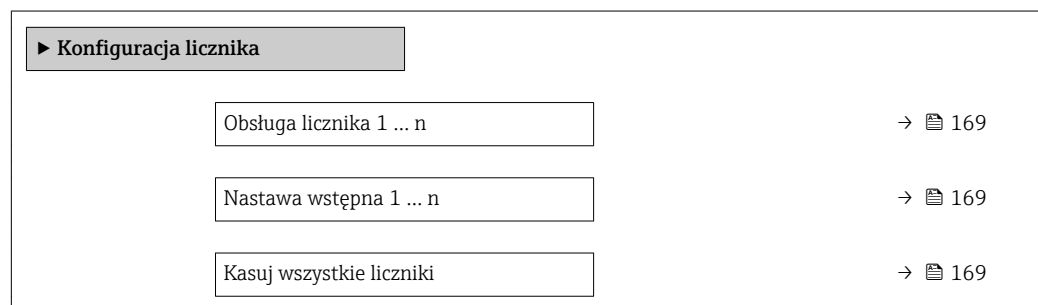 ► Konfiguracja licznika
Obsługa licznika 1 … n → 169
Nastawa wstępna 1 … n → 169
Kasuj wszystkie liczniki → 169